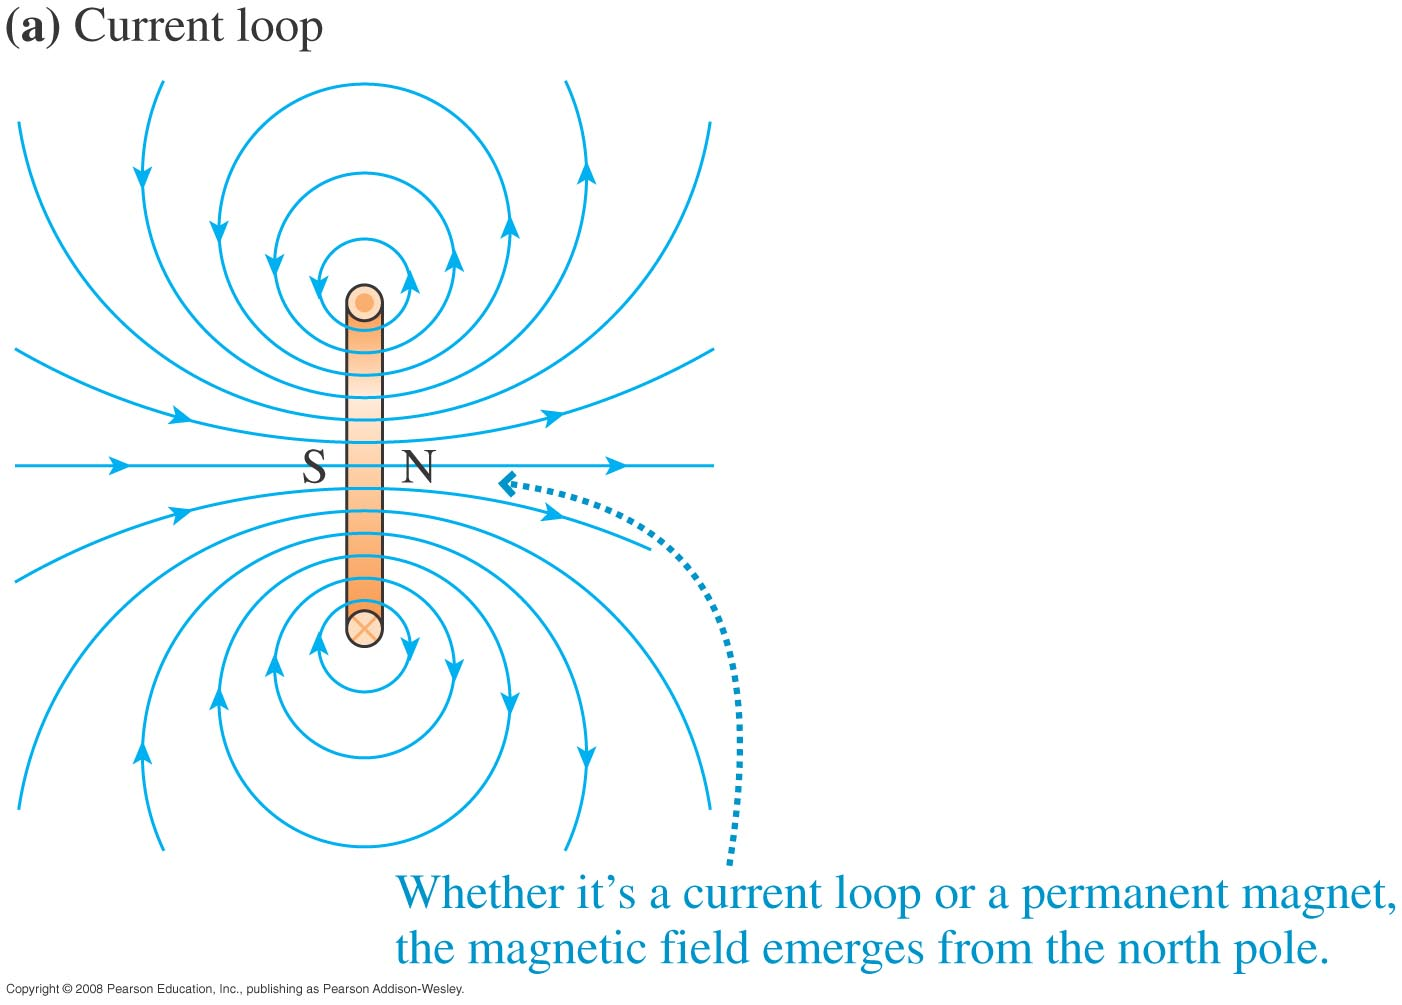 (a) Current loop
S N
Whether it’s a current loop or a permanent magnet,
the magnetic field emerges from the north pole.
Copyright © 2008 Pearson Education, Inc., publishing as Pearson Addison-Wesley.